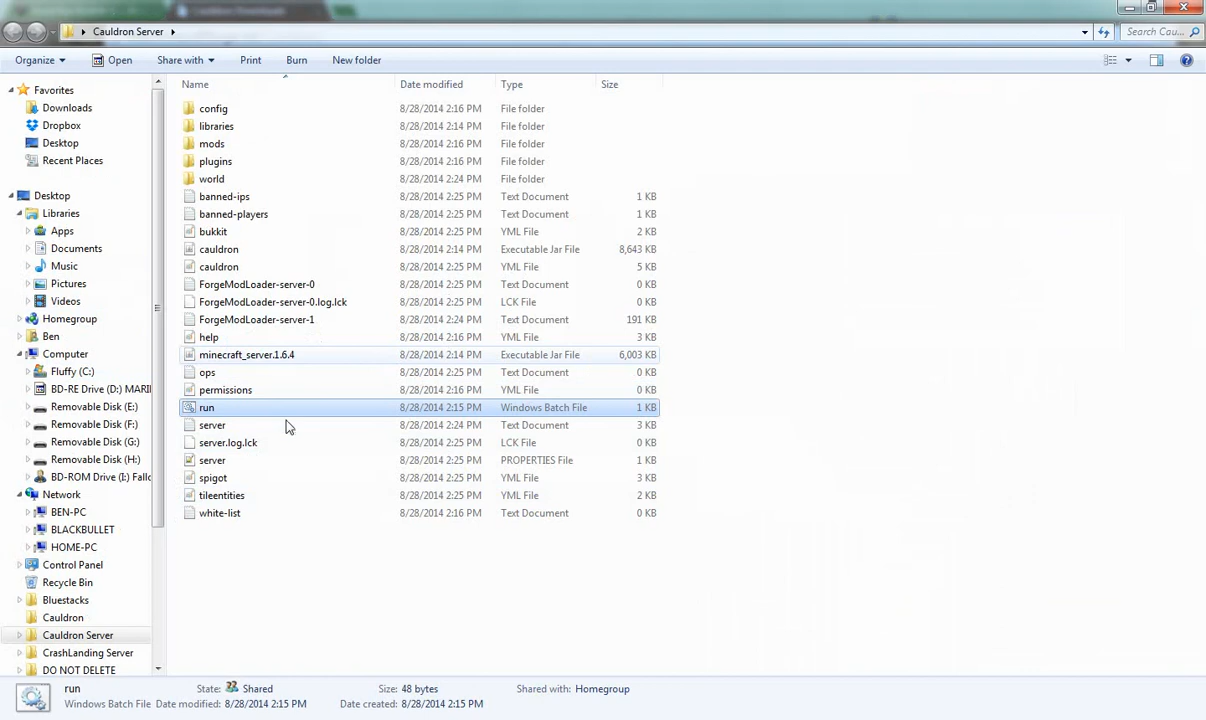 Cauldron Server
Search Cau...
Organize Open Share with Print Burn New folder
Name Date modified Type Size
Favorites
Downloads
Dropbox
Desktop
Recent Places
Desktop
Libraries
Apps
Documents
Music
Pictures
Videos
Homegroup
Ben
Computer
Fluffy (C:)
BD-RE Drive (D:) MARI
Removable Disk (E:)
Removable Disk (F:)
Removable Disk (G:)
Removable Disk (H:)
BD-ROM Drive (I:) Fallo
Network
BEN-PC
BLACKBULLET
HOME-PC
Control Panel
Recycle Bin
Bluestacks
Cauldron
Cauldron Server
CrashLanding Server
DO NOT DELETE
config 8/28/2014 2:16 PM File folder
libraries 8/28/2014 2:14 PM File folder
mods 8/28/2014 2:16 PM File folder
plugins 8/28/2014 2:16 PM File folder
world 8/28/2014 2:24 PM File folder
banned-ips 8/28/2014 2:25 PM Text Document 1 KB
banned-players 8/28/2014 2:25 PM Text Document 1 KB
bukkit 8/28/2014 2:25 PM YML File 2 KB
cauldron 8/28/2014 2:14 PM Executable Jar File 8,643 KB
cauldron 8/28/2014 2:25 PM YML File 5 KB
ForgeModLoader-server-0 8/28/2014 2:25 PM Text Document 0 KB
ForgeModLoader-server-0.log.lck 8/28/2014 2:25 PM LCK File 0 KB
ForgeModLoader-server-1 8/28/2014 2:24 PM Text Document 191 KB
help 8/28/2014 2:16 PM YML File 3 KB
minecraft_server.1.6.4 8/28/2014 2:14 PM Executable Jar File 6,003 KB
ops 8/28/2014 2:25 PM Text Document 0 KB
permissions 8/28/2014 2:16 PM YML File 0 KB
run 8/28/2014 2:15 PM Windows Batch File 1 KB
server 8/28/2014 2:25 PM Text Document 3 KB
server.log.lck 8/28/2014 2:25 PM LCK File 0 KB
server 8/28/2014 2:25 PM PROPERTIES File 1 KB
spigot 8/28/2014 2:25 PM YML File 3 KB
tileentities 8/28/2014 2:25 PM YML File 2 KB
white-list 8/28/2014 2:16 PM Text Document 0 KB
run State: Shared Size: 48 bytes Shared with: Homegroup
Windows Batch File Date modified: 8/28/2014 2:15 PM Date created: 8/28/2014 2:15 PM